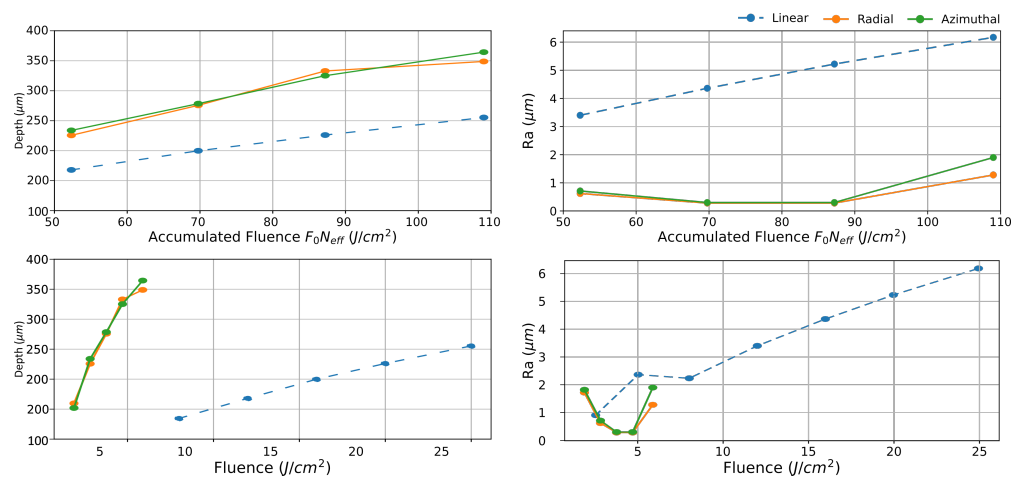 Linear Radial Azimuthal
400
350
300
250
200
200
100
Depth (μm)
50 60 70 80 90 100 110
Accumulated Fluence F₀Neff (J/cm²)
6
5
4
3
2
1
0
Ra (μm)
50 60 70 80 90 100 110
Accumulated Fluence F₀Neff (J/cm²)
400
350
300
250
200
200
100
Depth (μm)
5 10 15 20 25
Fluence (J/cm²)
6
5
4
3
2
1
0
Ra (μm)
5 10 15 20 25
Fluence (J/cm²)